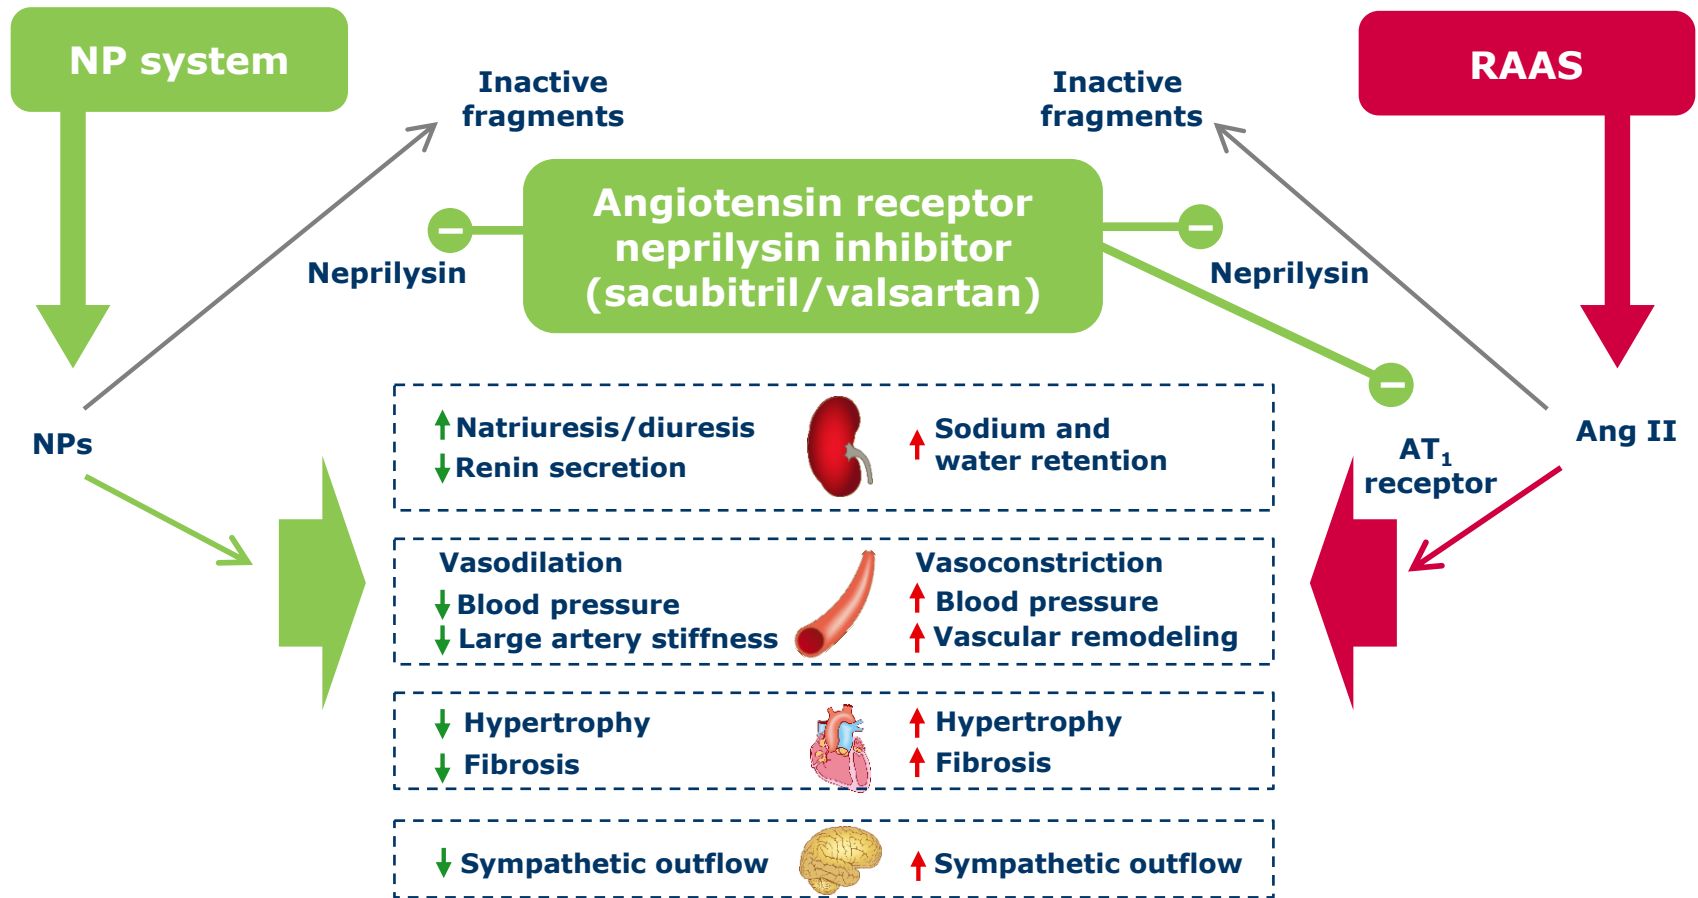 NP system
RAAS
Inactive
fragments
Inactive
fragments
Angiotensin receptor
neprilysin inhibitor
(sacubitril/valsartan)
Neprilysin
Neprilysin
NPs
Ang II
AT1
receptor
Natriuresis/diuresis
Renin secretion
Sodium and
water retention
Vasodilation
Blood pressure
Large artery stiffness
Vasoconstriction
Blood pressure
Vascular remodeling
Hypertrophy
Fibrosis
Hypertrophy
Fibrosis
Sympathetic outflow
Sympathetic outflow